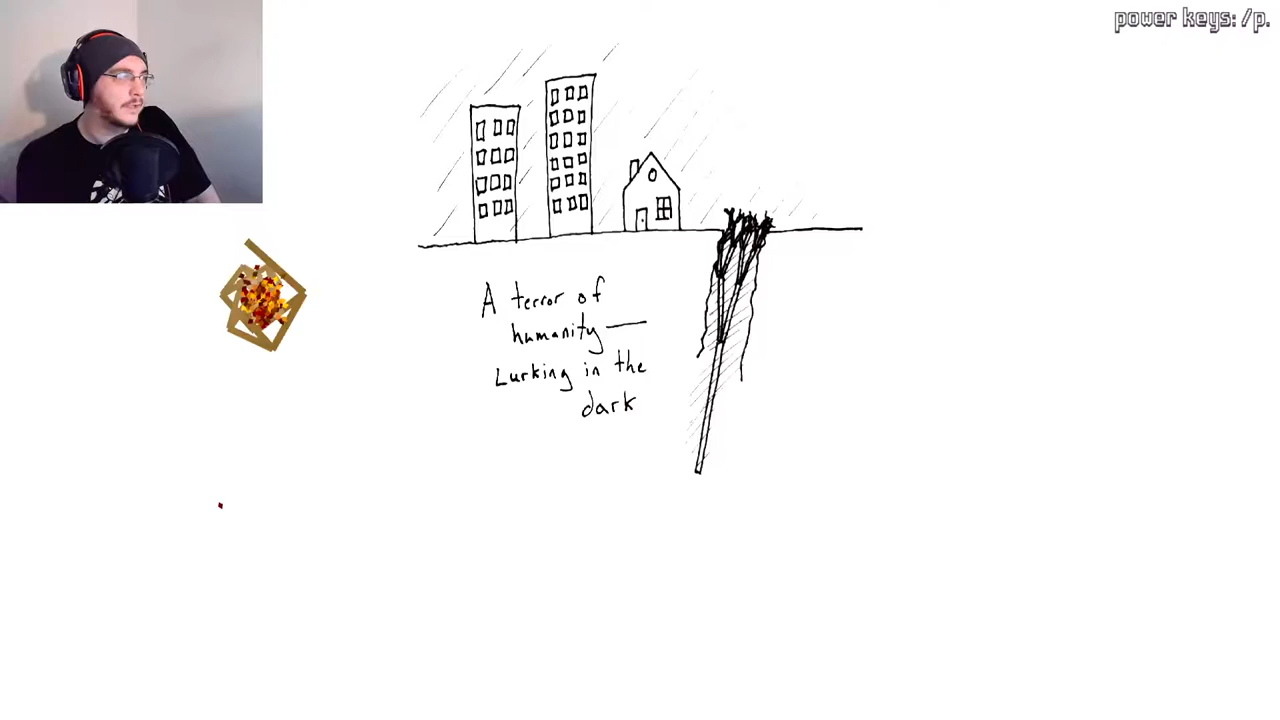 power keys: /p.
A terror of
humanity —
Lurking in the
dark